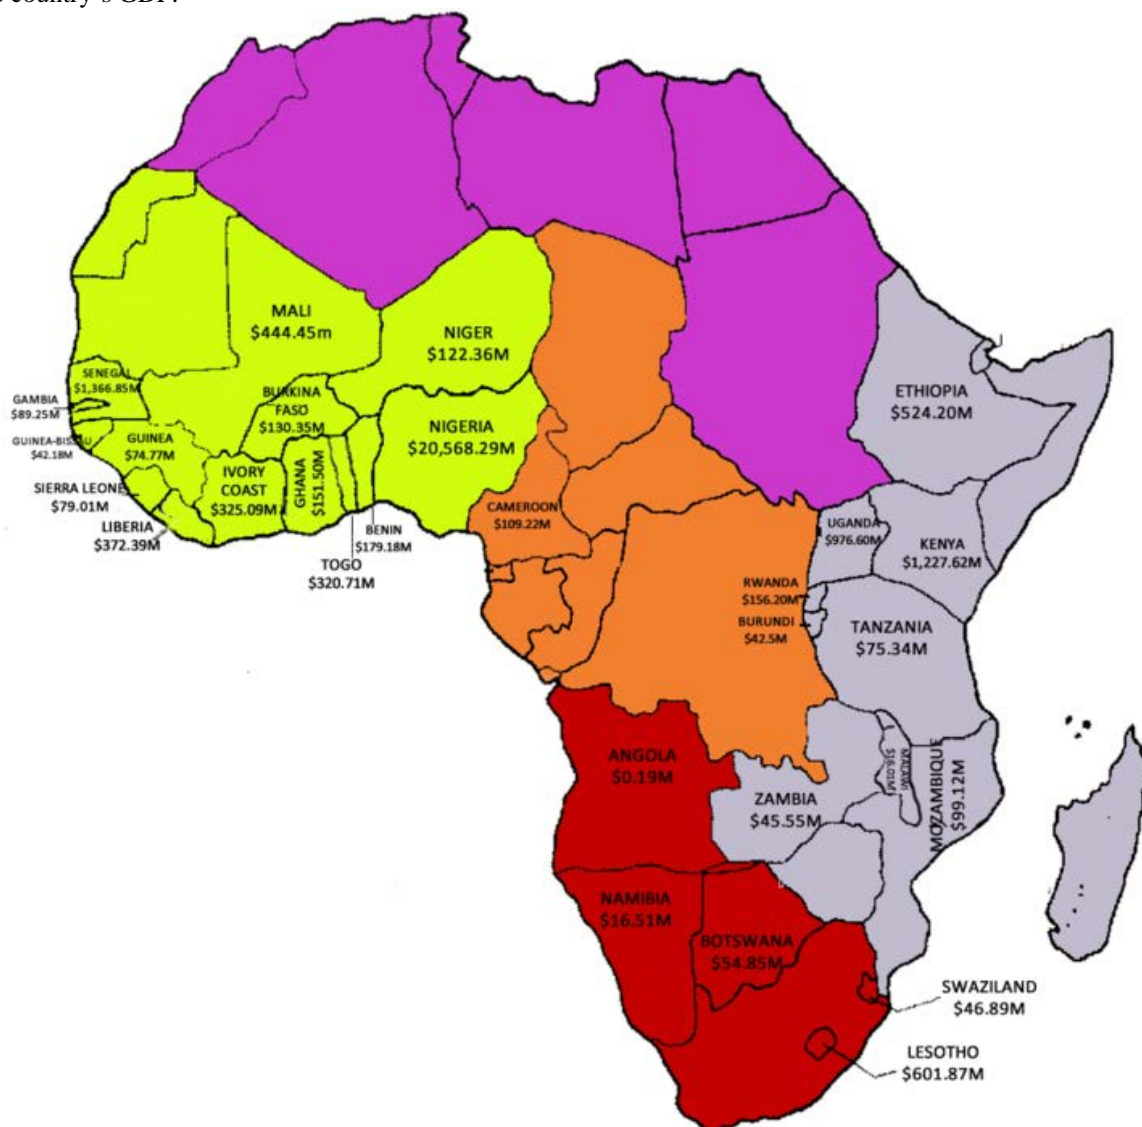 country's GDP?
MALI
$444.45m
NIGER
$122.36M
SENEGAL
$1,366.85M
GAMBIA
$89.25M
BURKINA
FASO
$130.35M
ETHIOPIA
$524.20M
NIGERIA
$20,568.29M
GUINEA-BISSAU
$42.18M
GUINEA
$74.77M
IVORY
COAST
$325.09M
GHANA
$151.50M
SIERRA LEONE
$79.01M
LIBERIA
$372.39M
CAMEROON
$109.22M
BENIN
$179.18M
TOGO
$320.71M
UGANDA
$976.60M
KENYA
$1,227.62M
RWANDA
$156.20M
BURUNDI
$42.5M
TANZANIA
$75.34M
ANGOLA
$0.19M
ZAMBIA
$45.55M
MALAWI
$16.01M
MOZAMBIQUE
$99.12M
NAMIBIA
$16.51M
BOTSWANA
$54.85M
SWAZILAND
$46.89M
LESOTHO
$601.87M